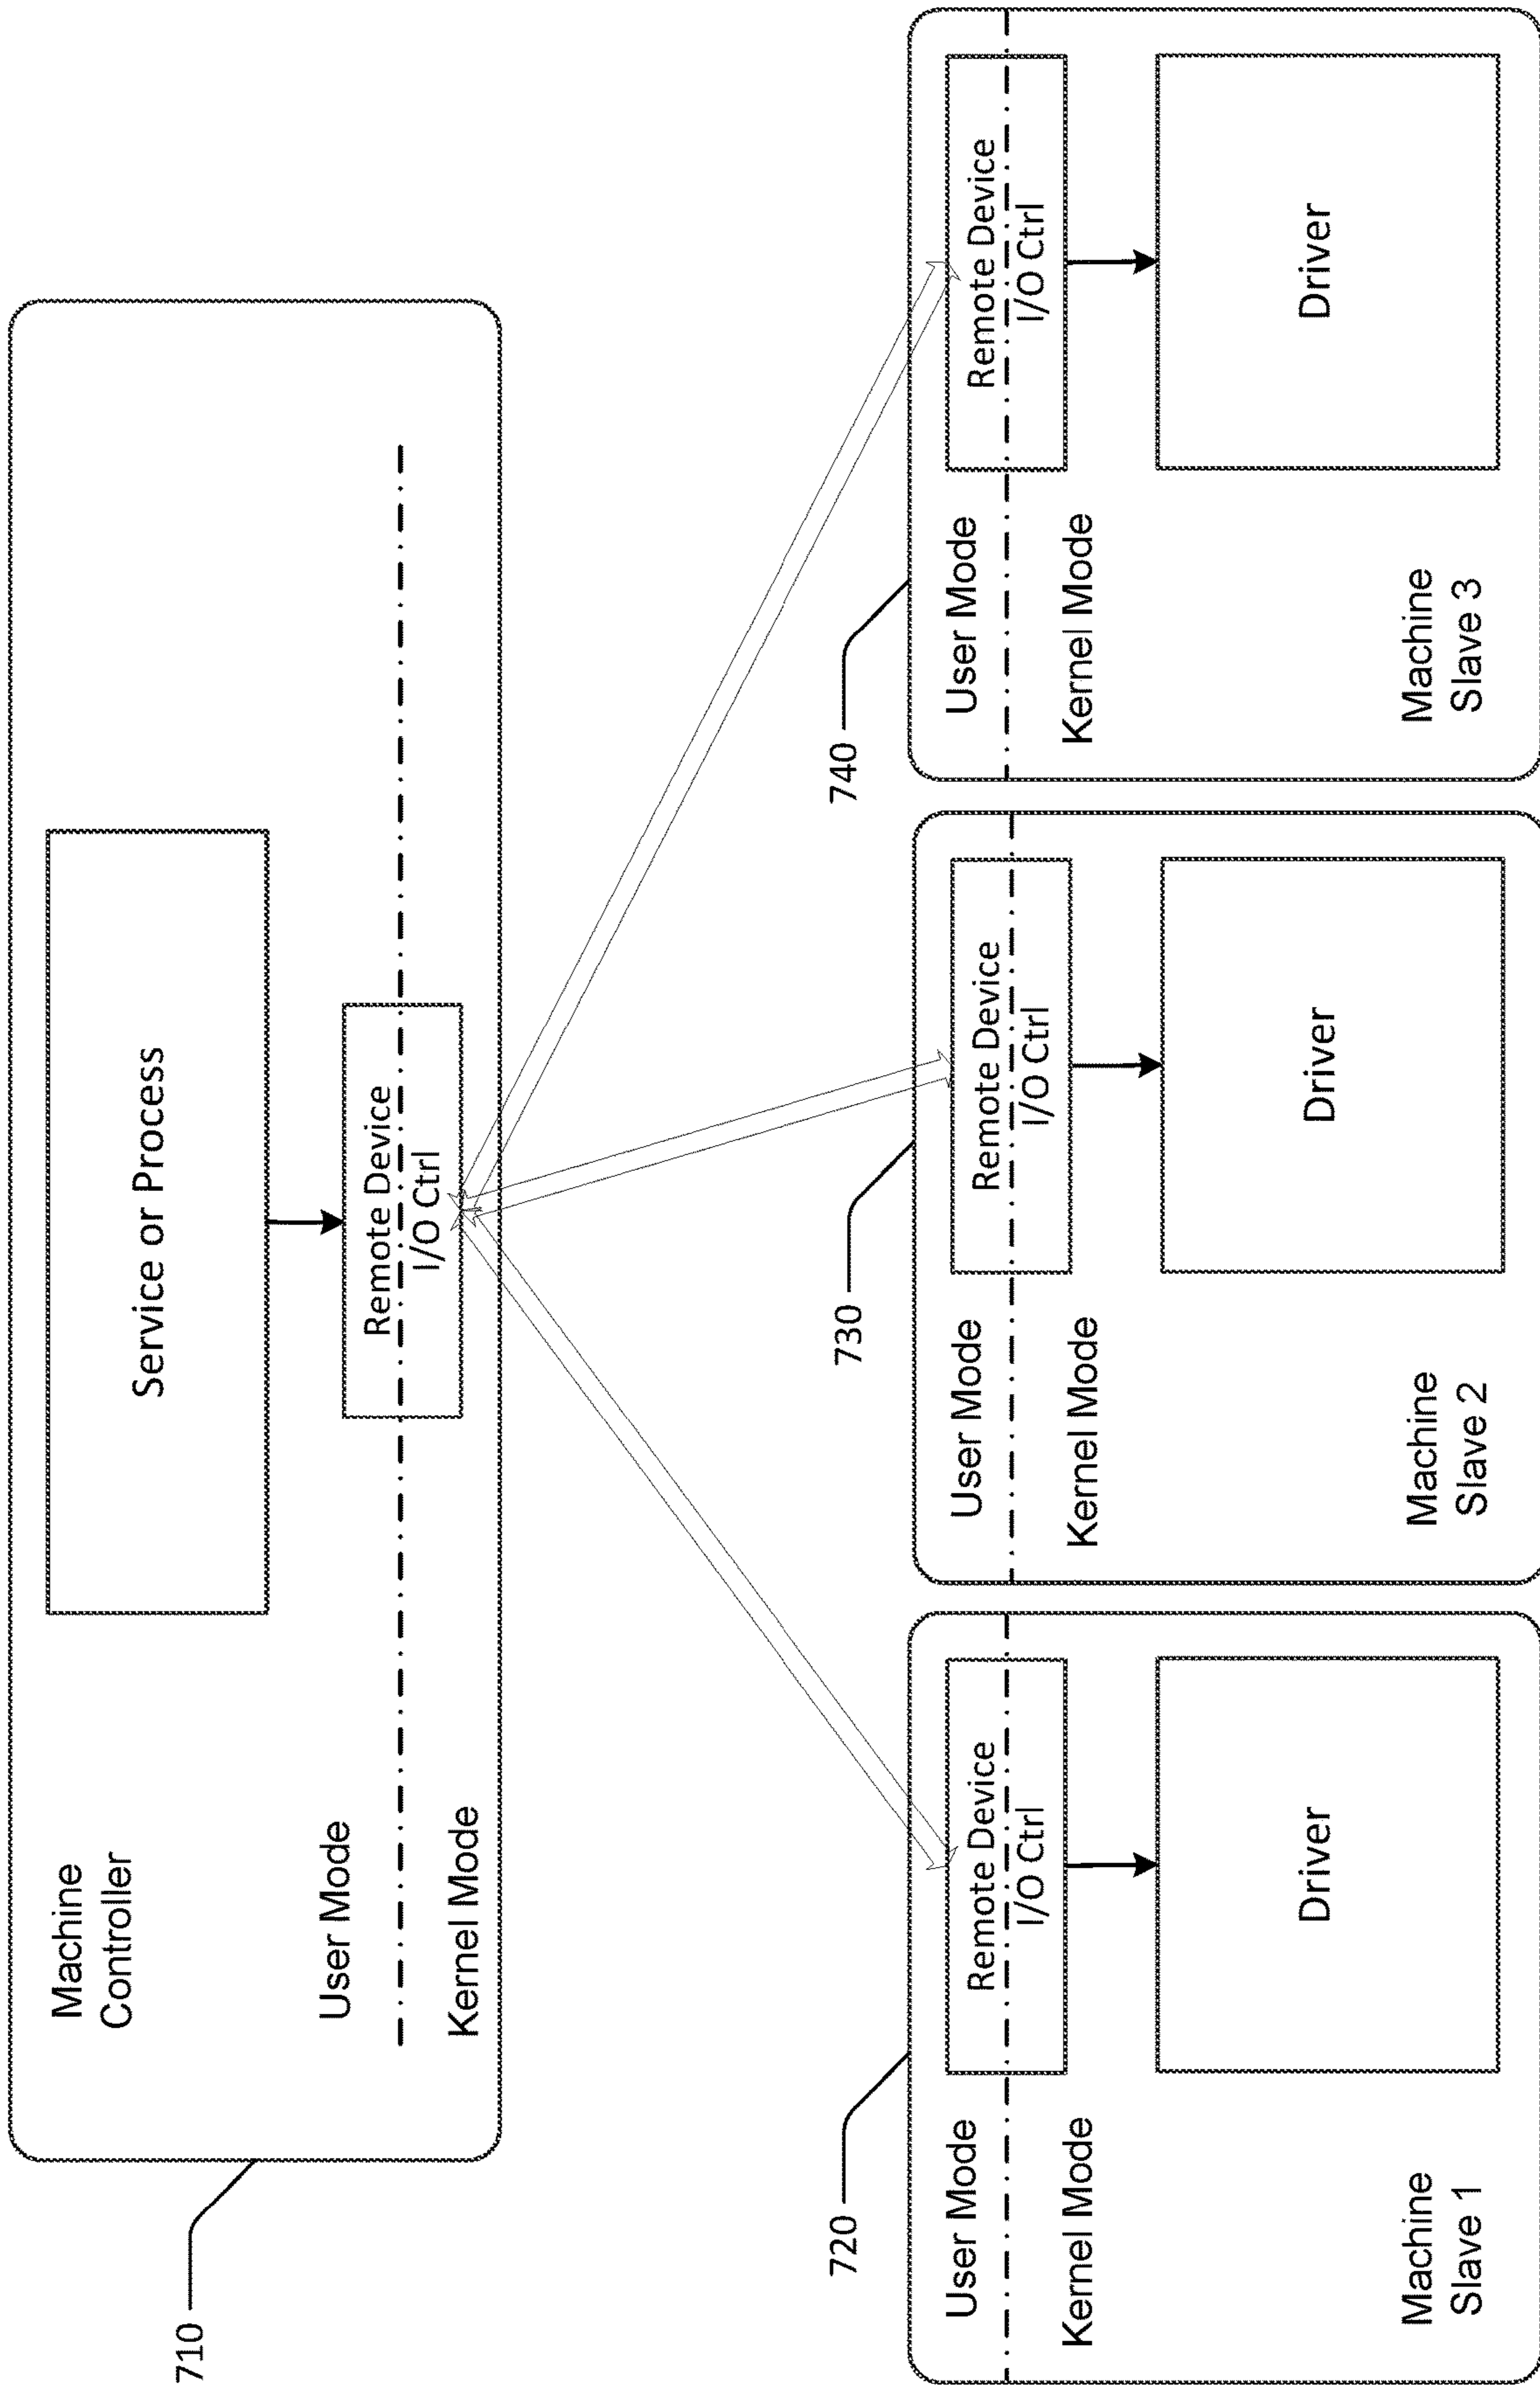 Machine
Controller
Service or Process
User Mode
Remote Device
I/O Ctrl
Kernel Mode
710
720
730
740
User Mode
Remote Device
I/O Ctrl
Kernel Mode
Driver
Machine
Slave 1
User Mode
Remote Device
I/O Ctrl
Kernel Mode
Driver
Machine
Slave 2
User Mode
Remote Device
I/O Ctrl
Kernel Mode
Driver
Machine
Slave 3